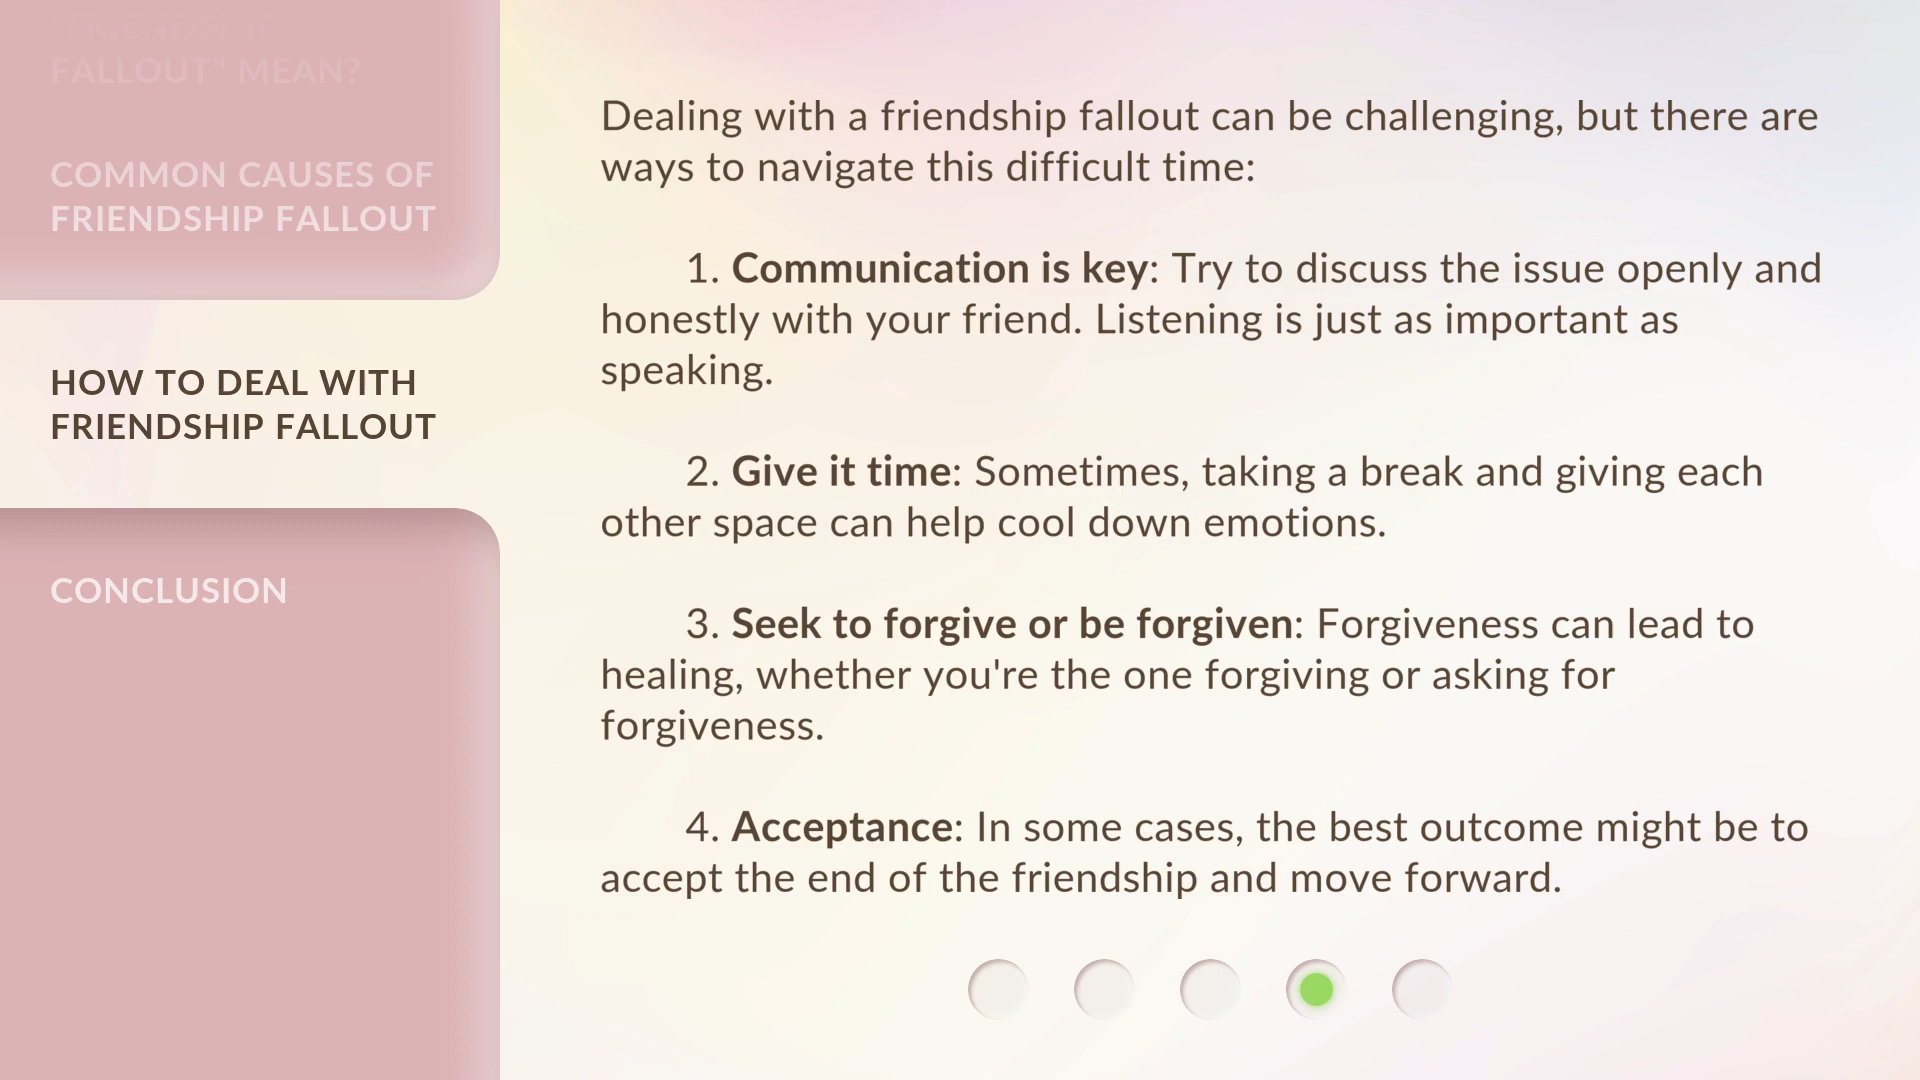 "FRIENDSHIP
FALLOUT" MEAN?
COMMON CAUSES OF
FRIENDSHIP FALLOUT
HOW TO DEAL WITH
FRIENDSHIP FALLOUT
CONCLUSION
Dealing with a friendship fallout can be challenging, but there are
ways to navigate this difficult time:
1. Communication is key: Try to discuss the issue openly and
honestly with your friend. Listening is just as important as
speaking.
2. Give it time: Sometimes, taking a break and giving each
other space can help cool down emotions.
3. Seek to forgive or be forgiven: Forgiveness can lead to
healing, whether you're the one forgiving or asking for
forgiveness.
4. Acceptance: In some cases, the best outcome might be to
accept the end of the friendship and move forward.